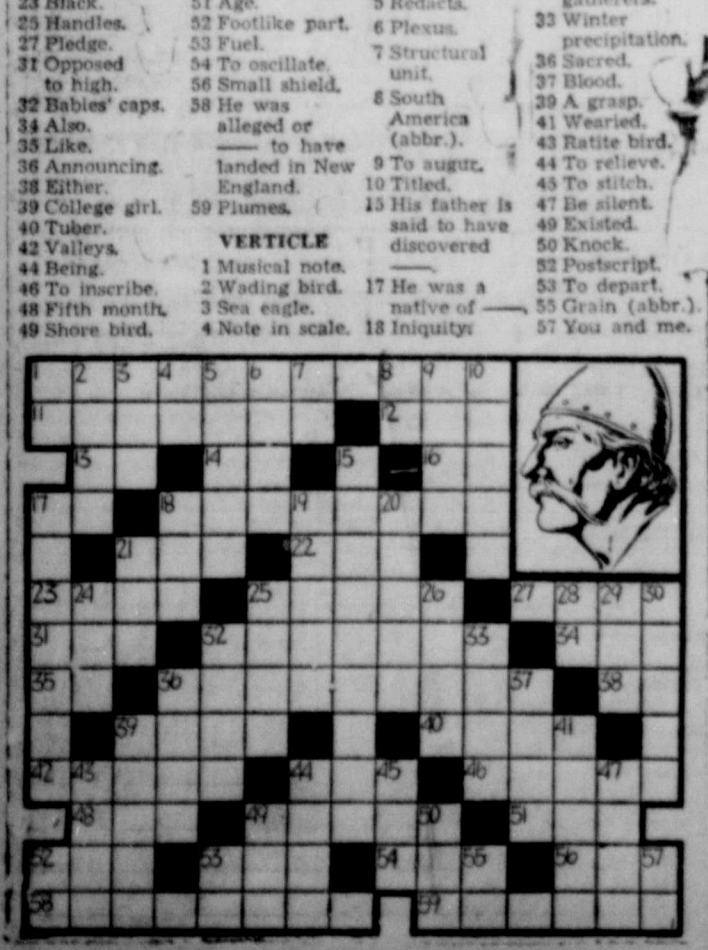 23 Black.
25 Handles.
27 Pledge.
31 Opposed
to high.
32 Babies' caps.
34 Also.
35 Like.
36 Announcing.
38 Either.
39 College girl.
40 Tuber.
42 Valleys.
44 Being.
46 To inscribe.
48 Fifth month.
49 Shore bird.
51 Age.
52 Footlike part.
53 Fuel.
54 To oscillate.
56 Small shield.
58 He was
alleged or
—— to have
landed in New
England.
59 Plumes.
VERTICLE
1 Musical note.
2 Wading bird.
3 Sea eagle.
4 Note in scale.
5 Redacts.
6 Plexus.
7 Structural
unit.
8 South
America
(abbr.).
9 To augur.
10 Titled.
15 His father is
said to have
discovered
——.
17 He was a
native of ——.
18 Iniquity.
gatherers.
33 Winter
precipitation.
36 Sacred.
37 Blood.
39 A grasp.
41 Wearied.
43 Ratite bird.
44 To relieve.
45 To stitch.
47 Be silent.
49 Existed.
50 Knock.
52 Postscript.
53 To depart.
55 Grain (abbr.).
57 You and me.
1 2 3 4 5 6 7 8 9 10
11 12
13 14 15 16
17 18 19 20
21 22
23 24 25 26 27 28 29 30
31 32 33 34
35 36 37 38
39 40 41
42 43 44 45 46 47
48 49 50 51
52 53 54 55 56 57
58 59